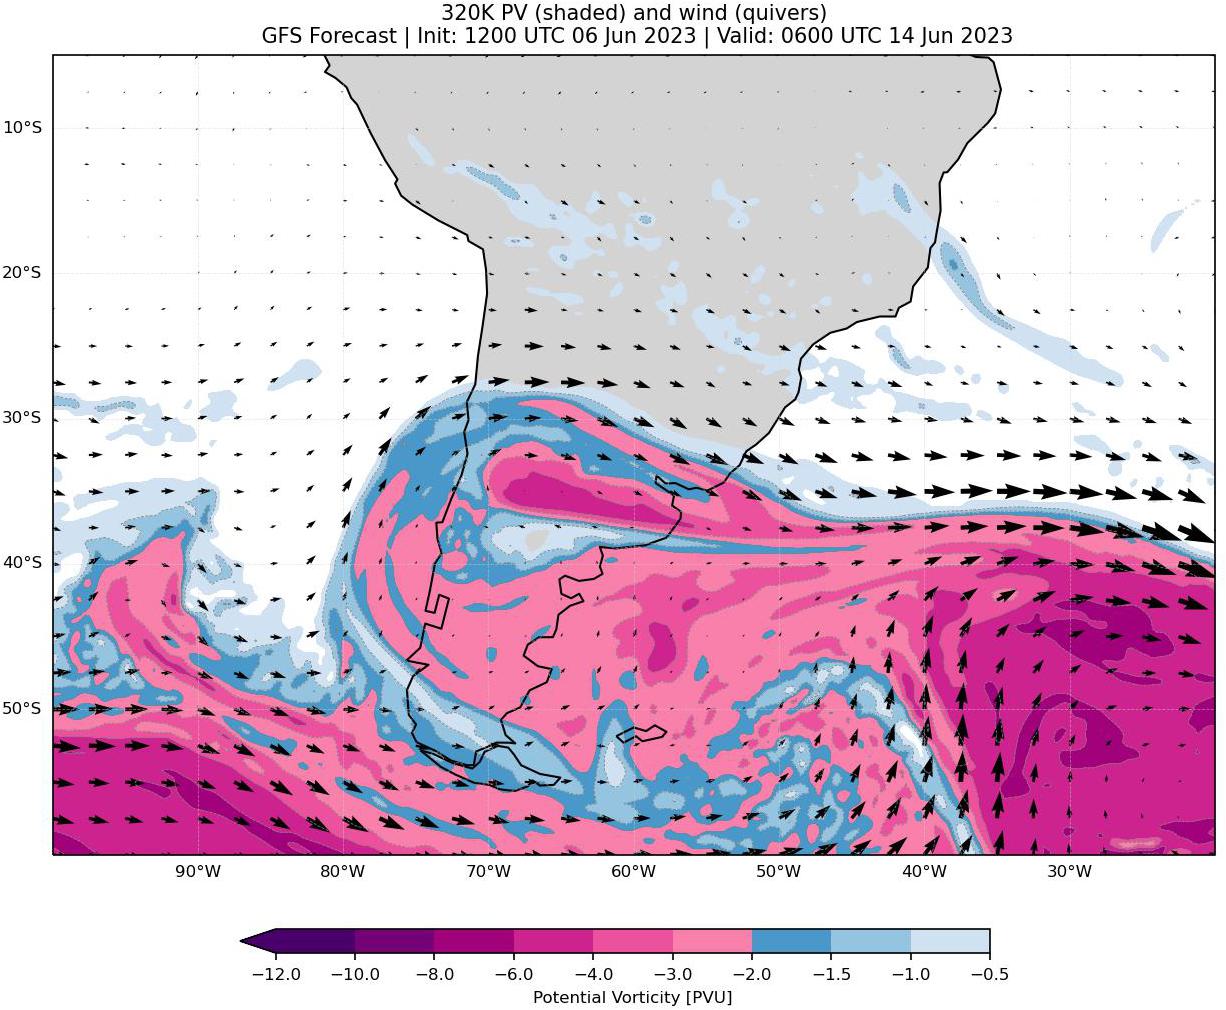 320K PV (shaded) and wind (quivers)
GFS Forecast | Init: 1200 UTC 06 Jun 2023 | Valid: 0600 UTC 14 Jun 2023
10°S
20°S
30°S
40°S
50°S
90°W 80°W 70°W 60°W 50°W 40°W 30°W
−12.0 −10.0 −8.0 −6.0 −4.0 −3.0 −2.0 −1.5 −1.0 −0.5
Potential Vorticity [PVU]